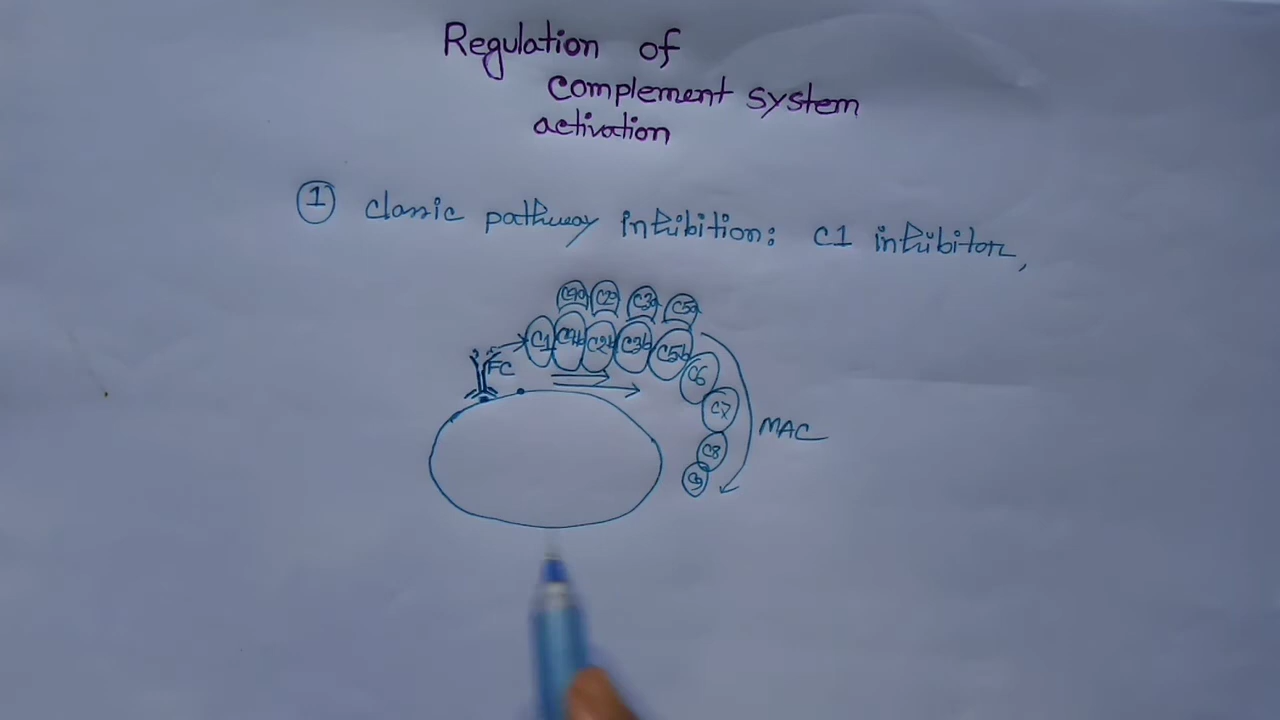 Regulation of
complement system
activation
1 classic pathway inhibition: C1 inhibitor,
C4a C2a C3a C5a
C1 C4b C2b C3b C5b
FC
C6
C7
MAC
C8
C9